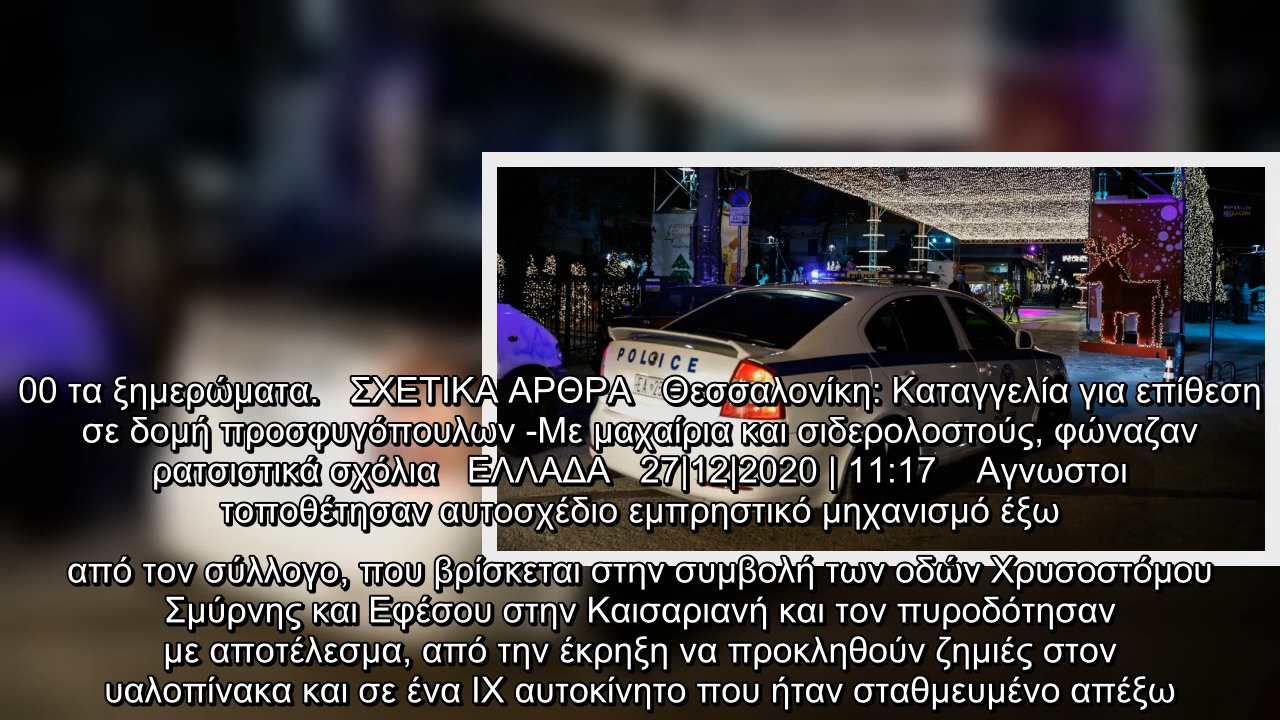 POLICE
00 τα ξημερώματα. ΣΧΕΤΙΚΑ ΑΡΘΡΑ Θεσσαλονίκη: Καταγγελία για επίθεση
σε δομή προσφυγόπουλων -Με μαχαίρια και σιδερολοστούς, φώναζαν
ρατσιστικά σχόλια ΕΛΛΑΔΑ 27|12|2020 | 11:17 Αγνωστοι
τοποθέτησαν αυτοσχέδιο εμπρηστικό μηχανισμό έξω
από τον σύλλογο, που βρίσκεται στην συμβολή των οδών Χρυσοστόμου
Σμύρνης και Εφέσου στην Καισαριανή και τον πυροδότησαν
με αποτέλεσμα, από την έκρηξη να προκληθούν ζημιές στον
υαλοπίνακα και σε ένα ΙΧ αυτοκίνητο που ήταν σταθμευμένο απέξω